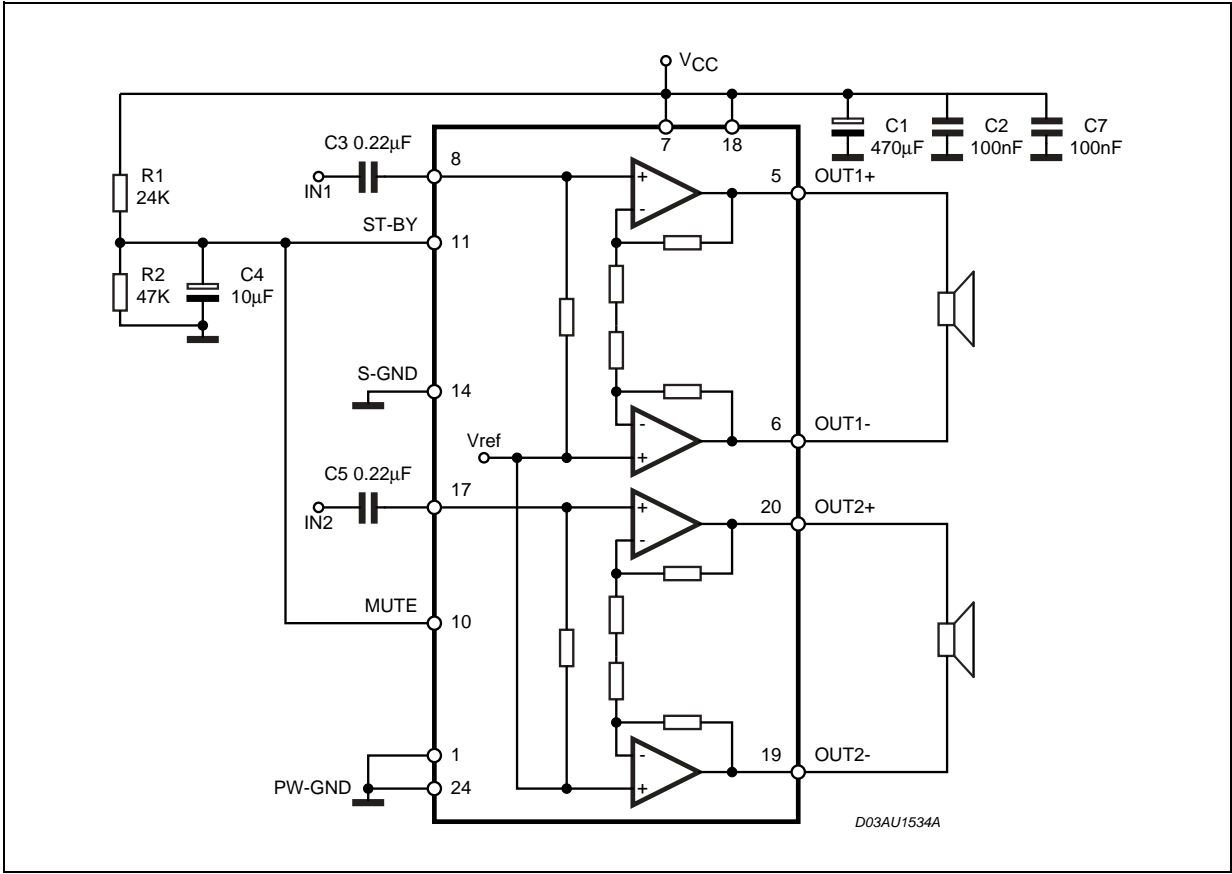 VCC
C3 0.22µF
8
7
18
C1
470µF
C2
100nF
C7
100nF
R1
24K
IN1
+
-
5
OUT1+
ST-BY
11
R2
47K
C4
10µF
S-GND
14
-
+
6
OUT1-
Vref
C5 0.22µF
17
IN2
+
-
20
OUT2+
MUTE
10
1
-
+
19
OUT2-
PW-GND
24
D03AU1534A